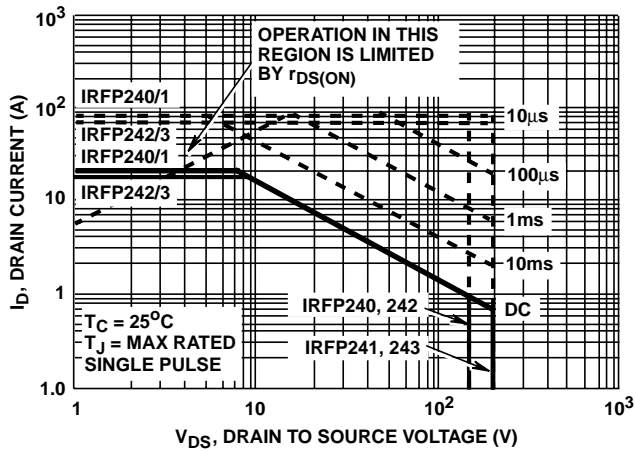 10³
OPERATION IN THIS
REGION IS LIMITED
BY rDS(ON)
IRFP240/1
10²
10µs
IRFP242/3
IRFP240/1
100µs
IRFP242/3
10
1ms
10ms
1
IRFP240, 242
DC
TC = 25°C
TJ = MAX RATED
SINGLE PULSE
IRFP241, 243
1.0
1
10
10²
10³
VDS, DRAIN TO SOURCE VOLTAGE (V)
ID, DRAIN CURRENT (A)